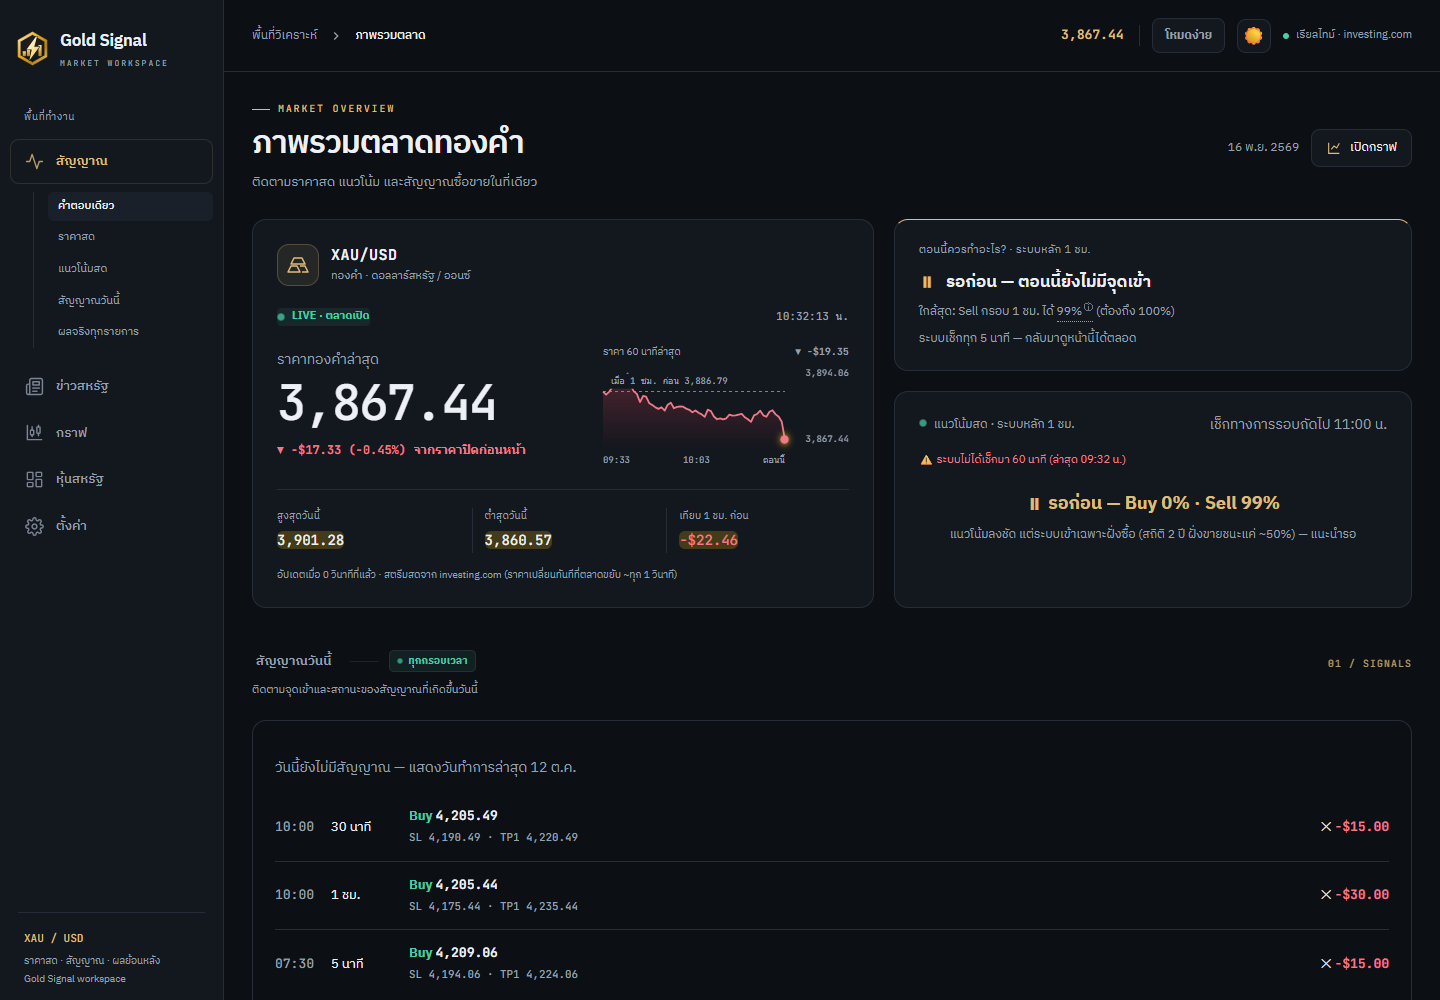 Gold Signal
MARKET WORKSPACE
พื้นที่ทำงาน
สัญญาณ
คำตอบเดียว
ราคาสด
แนวโน้มสด
สัญญาณวันนี้
ผลจริงทุกรายการ
ข่าวสหรัฐ
กราฟ
หุ้นสหรัฐ
ตั้งค่า
XAU / USD
ราคาสด · สัญญาณ · ผลย้อนหลัง
Gold Signal workspace
พื้นที่วิเคราะห์ > ภาพรวมตลาด
3,867.44
โหมดง่าย
เรียลไทม์ · investing.com
MARKET OVERVIEW
ภาพรวมตลาดทองคำ
ติดตามราคาสด แนวโน้ม และสัญญาณซื้อขายในที่เดียว
16 พ.ย. 2569
เปิดกราฟ
XAU/USD
ทองคำ · ดอลลาร์สหรัฐ / ออนซ์
LIVE · ตลาดเปิด
10:32:13 น.
ราคาทองคำล่าสุด
3,867.44
▼ -$17.33 (-0.45%) จากราคาปิดก่อนหน้า
ราคา 60 นาทีล่าสุด
▼ -$19.35
3,894.06
เมื่อ 1 ชม. ก่อน 3,886.79
3,867.44
09:33
10:03
ตอนนี้
สูงสุดวันนี้
3,901.28
ต่ำสุดวันนี้
3,860.57
เทียบ 1 ชม. ก่อน
-$22.46
อัปเดตเมื่อ 0 วินาทีที่แล้ว · สตรีมสดจาก investing.com (ราคาเปลี่ยนทันทีที่ตลาดขยับ ~ทุก 1 วินาที)
ตอนนี้ควรทำอะไร? · ระบบหลัก 1 ชม.
⏸ รอก่อน — ตอนนี้ยังไม่มีจุดเข้า
ใกล้สุด: Sell กรอบ 1 ชม. ได้ 99% ⓘ (ต้องถึง 100%)
ระบบเช็กทุก 5 นาที — กลับมาดูหน้านี้ได้ตลอด
แนวโน้มสด · ระบบหลัก 1 ชม.
เช็กทางการรอบถัดไป 11:00 น.
⚠ ระบบไม่ได้เช็กมา 60 นาที (ล่าสุด 09:32 น.)
⏸ รอก่อน — Buy 0% · Sell 99%
แนวโน้มลงชัด แต่ระบบเข้าเฉพาะฝั่งซื้อ (สถิติ 2 ปี ฝั่งขายชนะแค่ ~50%) — แนะนำรอ
สัญญาณวันนี้
ทุกกรอบเวลา
01 / SIGNALS
ติดตามจุดเข้าและสถานะของสัญญาณที่เกิดขึ้นวันนี้
วันนี้ยังไม่มีสัญญาณ — แสดงวันทำการล่าสุด 12 ต.ค.
10:00 30 นาที Buy 4,205.49 ✕ -$15.00
SL 4,190.49 · TP1 4,220.49
10:00 1 ชม. Buy 4,205.44 ✕ -$30.00
SL 4,175.44 · TP1 4,235.44
07:30 5 นาที Buy 4,209.06 ✕ -$15.00
SL 4,194.06 · TP1 4,224.06